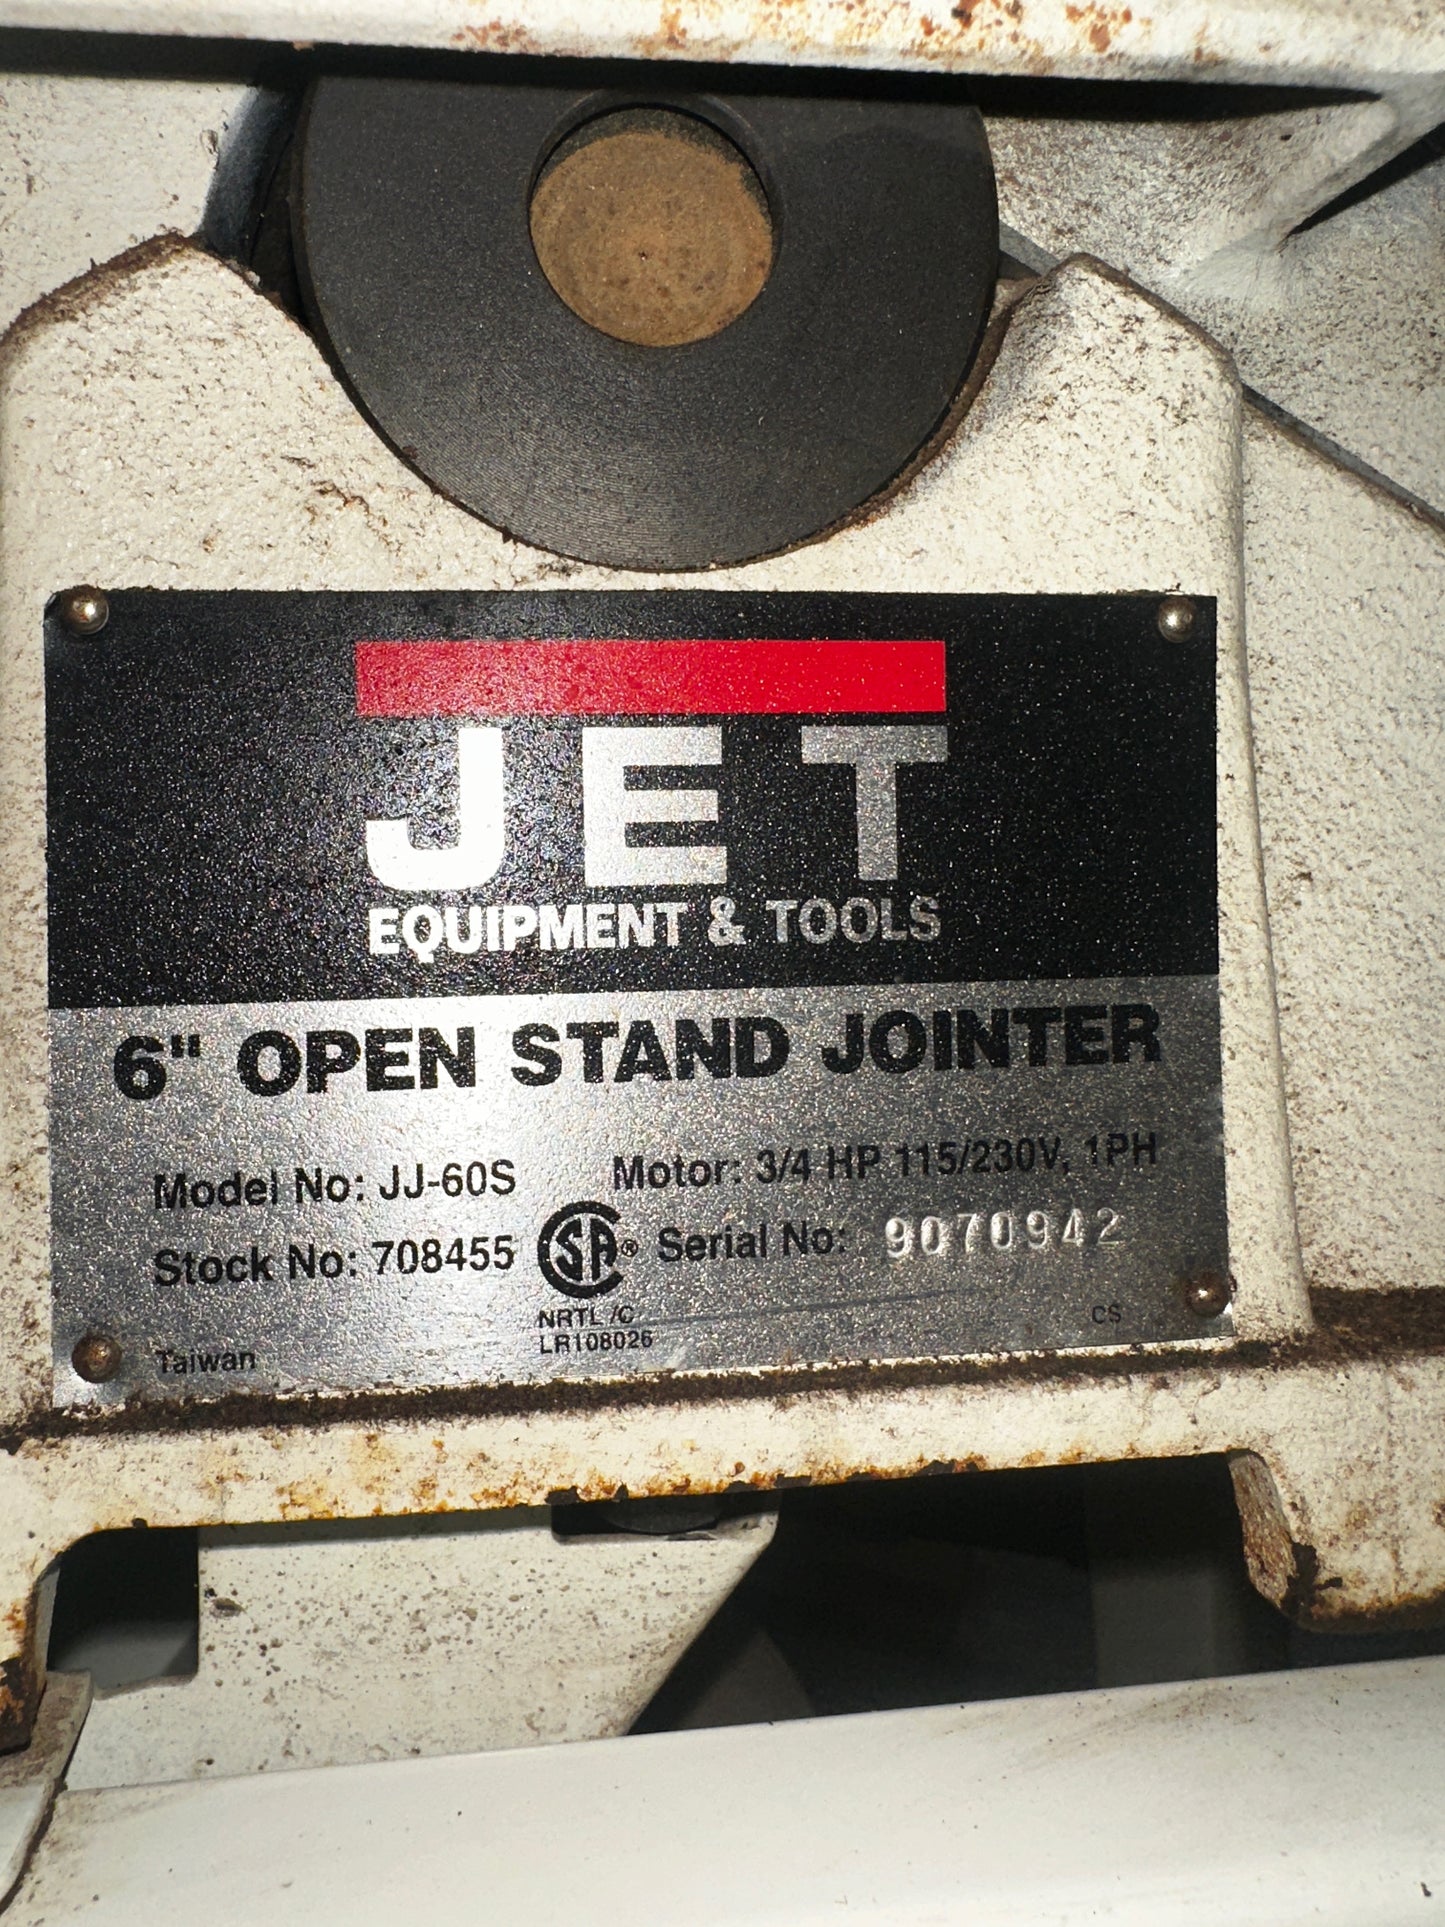 JET
EQUIPMENT & TOOLS
6" OPEN STAND JOINTER
Model No: JJ-60S Motor: 3/4 HP 115/230V, 1PH
Stock No: 708455 CSA® Serial No: 9070942
NRTL /C CS
LR108026
Taiwan